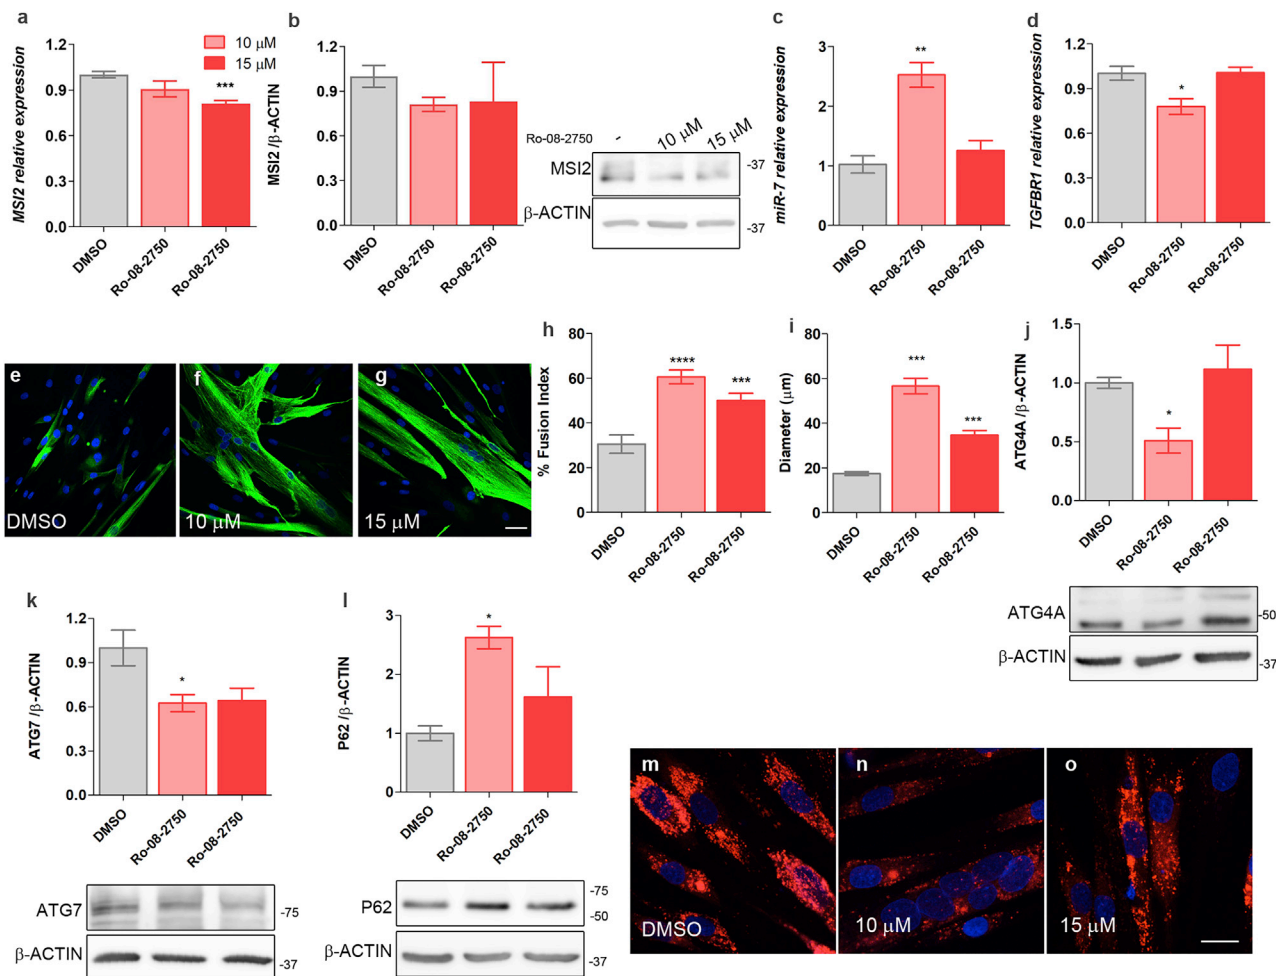 a
MSI2 relative expression
1.2
0.9
0.6
0.3
0.0
10 μM
15 μM
***
DMSO
Ro-08-2750
Ro-08-2750
b
MSI2/β-ACTIN
1.2
0.9
0.6
0.3
0.0
DMSO
Ro-08-2750
Ro-08-2750
Ro-08-2750
-
10 μM
15 μM
MSI2
-37
β-ACTIN
-37
c
miR-7 relative expression
3
2
1
0
**
DMSO
Ro-08-2750
Ro-08-2750
d
TGFBR1 relative expression
1.2
0.9
0.6
0.3
0.0
*
DMSO
Ro-08-2750
Ro-08-2750
e
DMSO
f
10 μM
g
15 μM
h
% Fusion Index
80
60
40
20
0
****
***
DMSO
Ro-08-2750
Ro-08-2750
i
Diameter (μm)
80
60
40
20
0
***
***
DMSO
Ro-08-2750
Ro-08-2750
j
ATG4A/β-ACTIN
1.5
1.0
0.5
0.0
*
DMSO
Ro-08-2750
Ro-08-2750
ATG4A
-50
β-ACTIN
-37
k
ATG7/β-ACTIN
1.2
0.9
0.6
0.3
0.0
*
DMSO
Ro-08-2750
Ro-08-2750
ATG7
-75
β-ACTIN
-37
l
P62/β-ACTIN
3
2
1
0
*
DMSO
Ro-08-2750
Ro-08-2750
P62
-75
-50
β-ACTIN
-37
m
DMSO
n
10 μM
o
15 μM